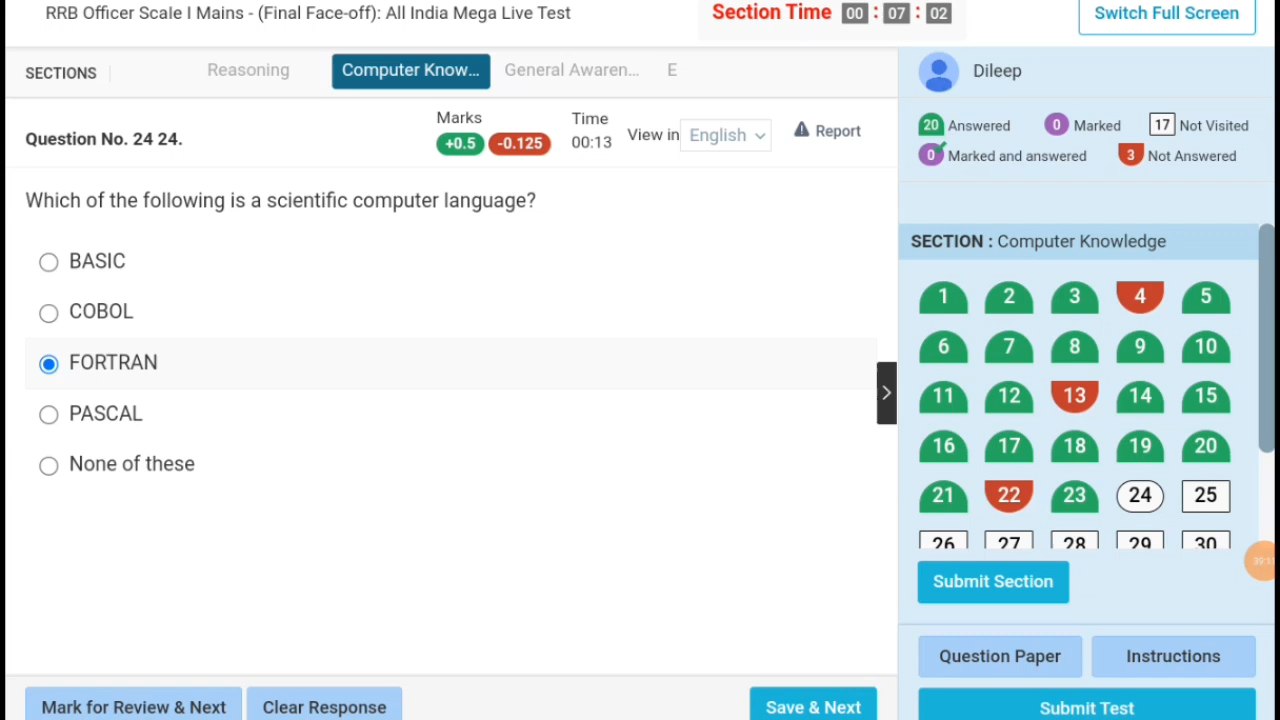 RRB Officer Scale I Mains - (Final Face-off): All India Mega Live Test
Section Time 00 : 07 : 02
Switch Full Screen
SECTIONS
Reasoning
Computer Know...
General Awaren...
E
Dileep
Question No. 24 24.
Marks
+0.5 -0.125
Time
00:13
View in English
Report
20 Answered
0 Marked
17 Not Visited
0 Marked and answered
3 Not Answered
Which of the following is a scientific computer language?
BASIC
COBOL
FORTRAN
PASCAL
None of these
SECTION : Computer Knowledge
1 2 3 4 5
6 7 8 9 10
11 12 13 14 15
16 17 18 19 20
21 22 23 24 25
26 27 28 29 30
Submit Section
Question Paper
Instructions
Mark for Review & Next
Clear Response
Save & Next
Submit Test